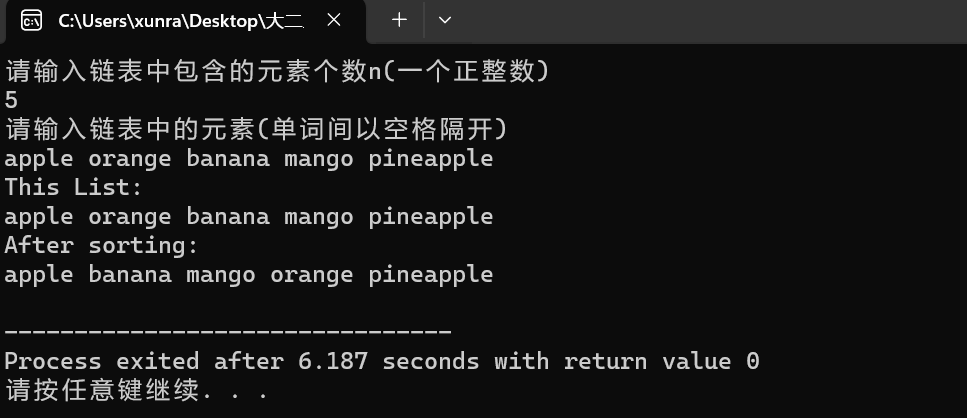 C:\Users\xunra\Desktop\大二
请输入链表中包含的元素个数n(一个正整数)
5
请输入链表中的元素(单词间以空格隔开)
apple orange banana mango pineapple
This List:
apple orange banana mango pineapple
After sorting:
apple banana mango orange pineapple
--------------------------------
Process exited after 6.187 seconds with return value 0
请按任意键继续. . .